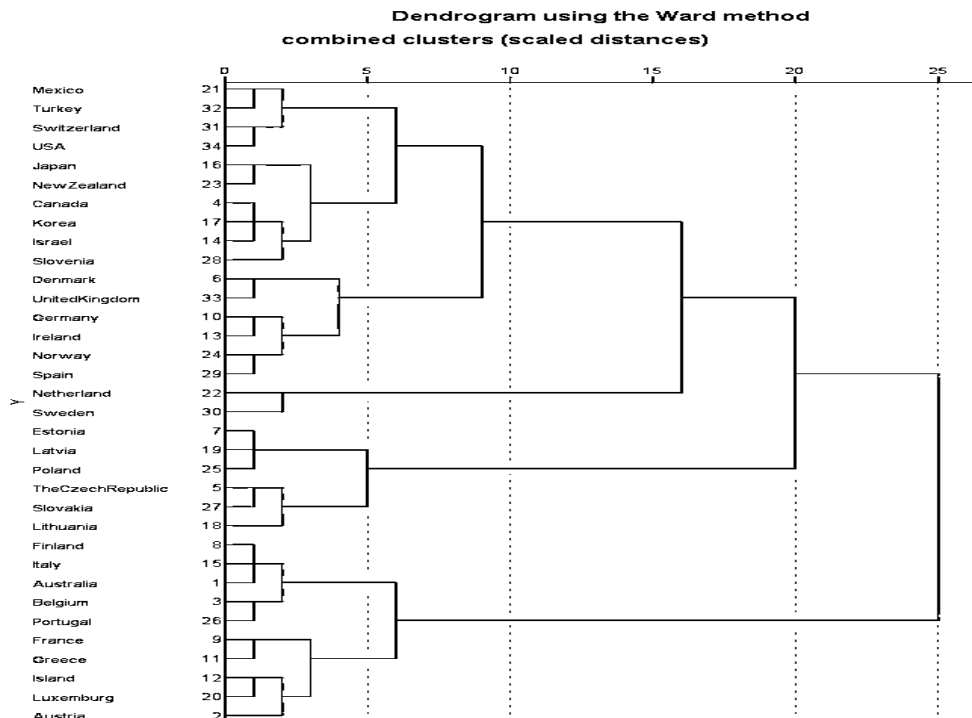 Dendrogram using the Ward method
combined clusters (scaled distances)
0 5 10 15 20 25
Mexico 21
Turkey 32
Switzerland 31
USA 34
Japan 16
NewZealand 23
Canada 4
Korea 17
Israel 14
Slovenia 28
Denmark 6
UnitedKingdom 33
Germany 10
Ireland 13
Norway 24
Spain 29
Netherland 22
Y
Sweden 30
Estonia 7
Latvia 19
Poland 25
TheCzechRepublic 5
Slovakia 27
Lithuania 18
Finland 8
Italy 15
Australia 1
Belgium 3
Portugal 26
France 9
Greece 11
Island 12
Luxemburg 20
Austria 2